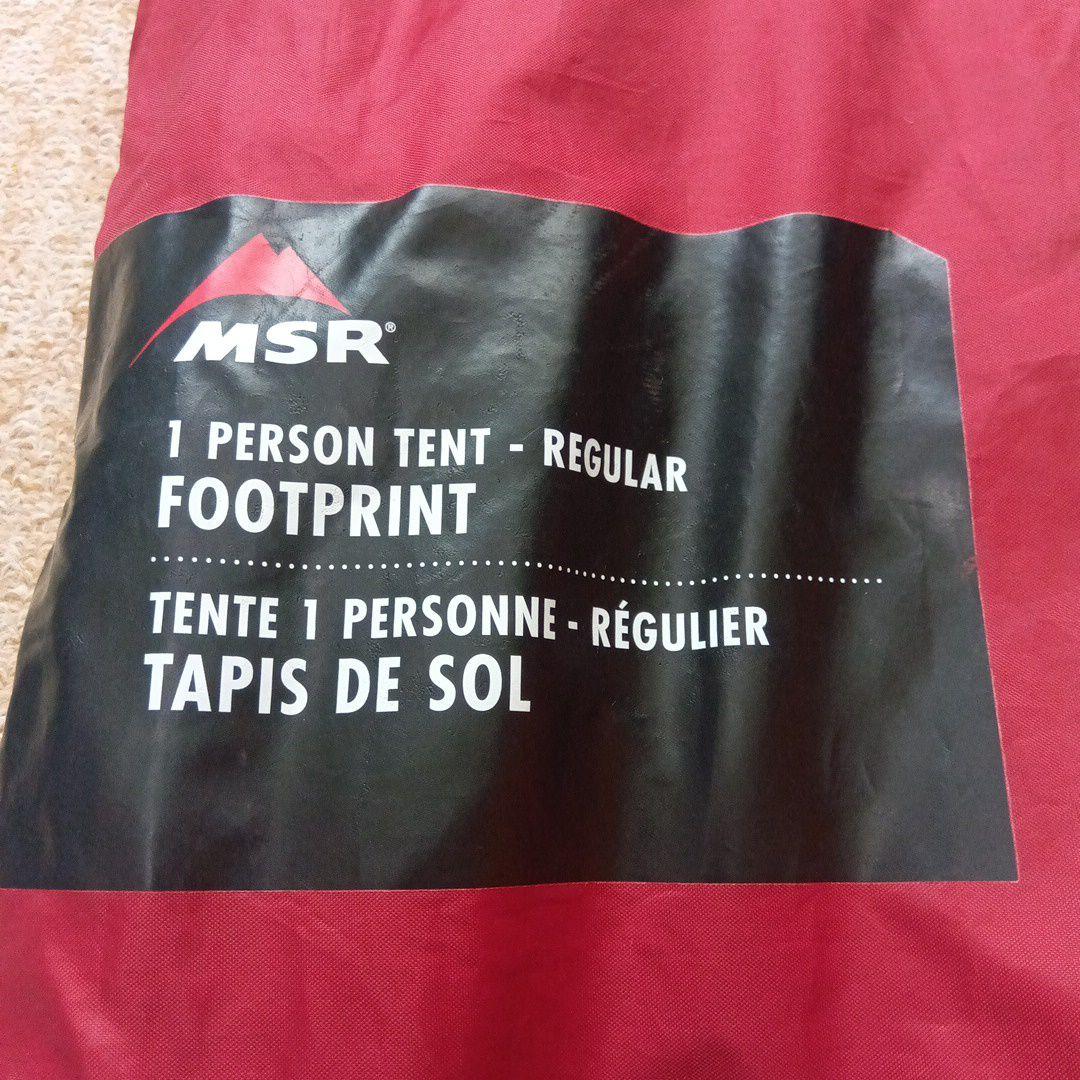 MSR®
1 PERSON TENT - REGULAR
FOOTPRINT
TENTE 1 PERSONNE - RÉGULIER
TAPIS DE SOL